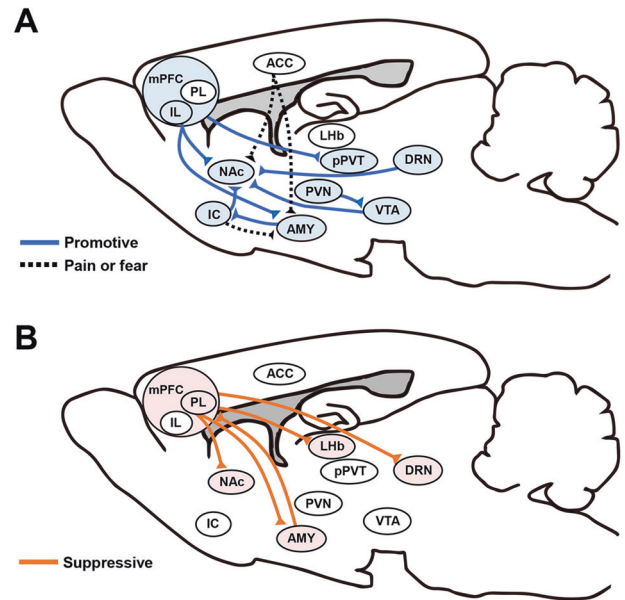 A
ACC
mPFC
PL
IL
LHb
pPVT
DRN
NAc
PVN
IC
VTA
AMY
Promotive
Pain or fear
B
ACC
mPFC
PL
IL
LHb
pPVT
DRN
NAc
PVN
IC
VTA
AMY
Suppressive